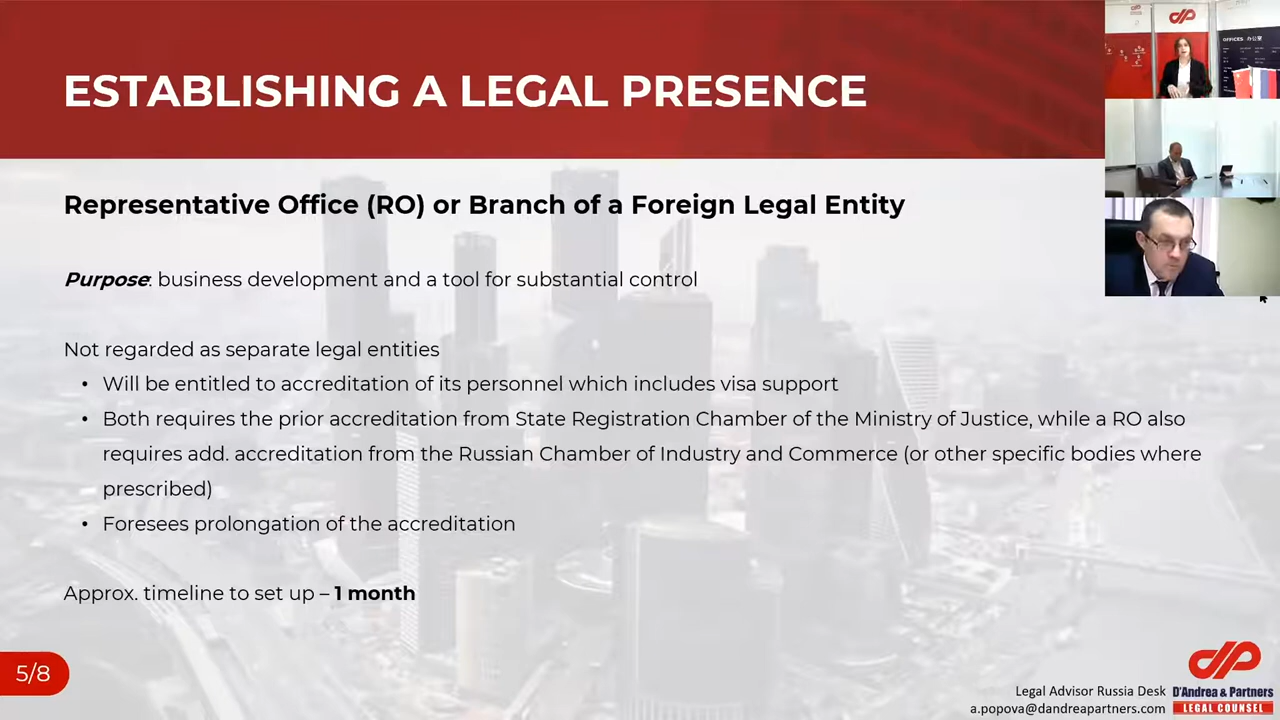 ESTABLISHING A LEGAL PRESENCE
Representative Office (RO) or Branch of a Foreign Legal Entity
Purpose: business development and a tool for substantial control
Not regarded as separate legal entities
• Will be entitled to accreditation of its personnel which includes visa support
• Both requires the prior accreditation from State Registration Chamber of the Ministry of Justice, while a RO also
requires add. accreditation from the Russian Chamber of Industry and Commerce (or other specific bodies where
prescribed)
• Foresees prolongation of the accreditation
Approx. timeline to set up – 1 month
5/8
OFFICES 办公室
Legal Advisor Russia Desk
a.popova@dandreapartners.com
D'Andrea & Partners
LEGAL COUNSEL